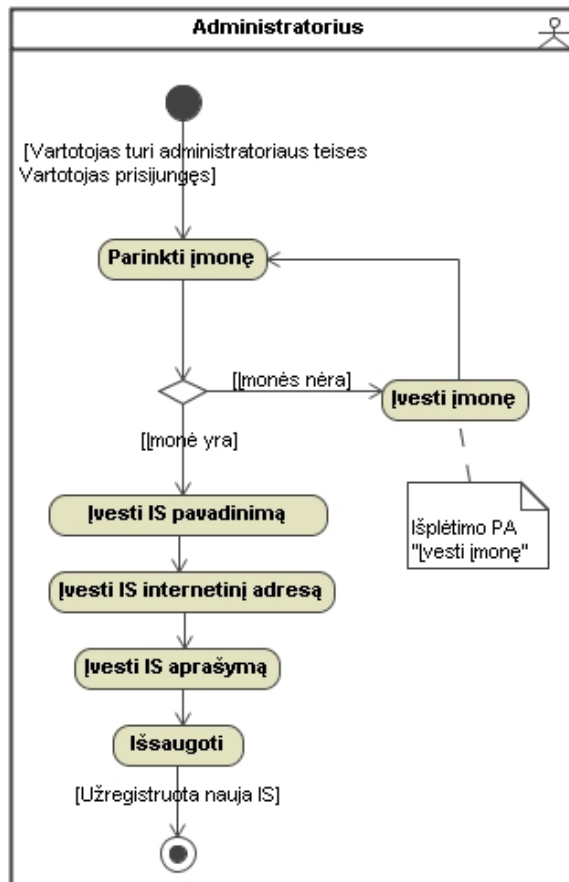 Administratorius
[Vartotojas turi administratoriaus teises
Vartotojas prisijungęs]
Parinkti įmonę
[Įmonės nėra]
Įvesti įmonę
[Įmonė yra]
Išplėtimo PA
"Įvesti įmonę"
Įvesti IS pavadinimą
Įvesti IS internetinį adresą
Įvesti IS aprašymą
Išsaugoti
[Užregistruota nauja IS]